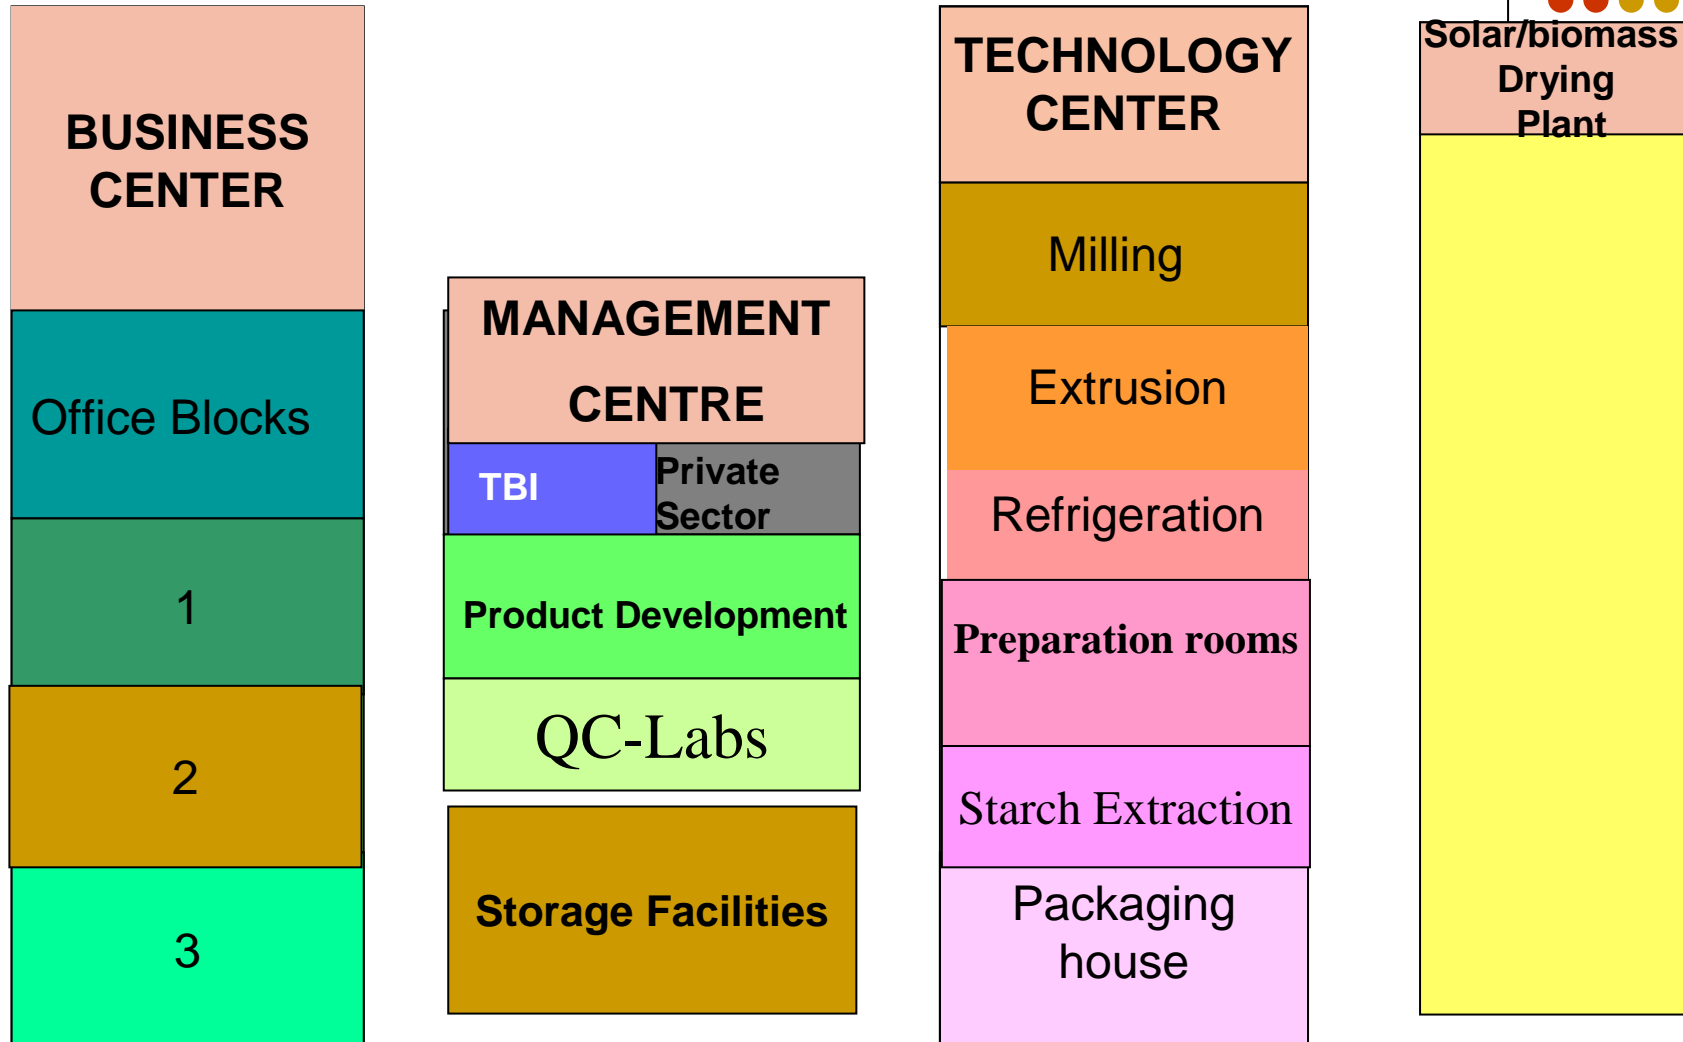 BUSINESS
CENTER
Office Blocks
1
2
3
MANAGEMENT
CENTRE
TBI
Private
Sector
Product Development
QC-Labs
Storage Facilities
TECHNOLOGY
CENTER
Milling
Extrusion
Refrigeration
Preparation rooms
Starch Extraction
Packaging
house
Solar/biomass
Drying
Plant